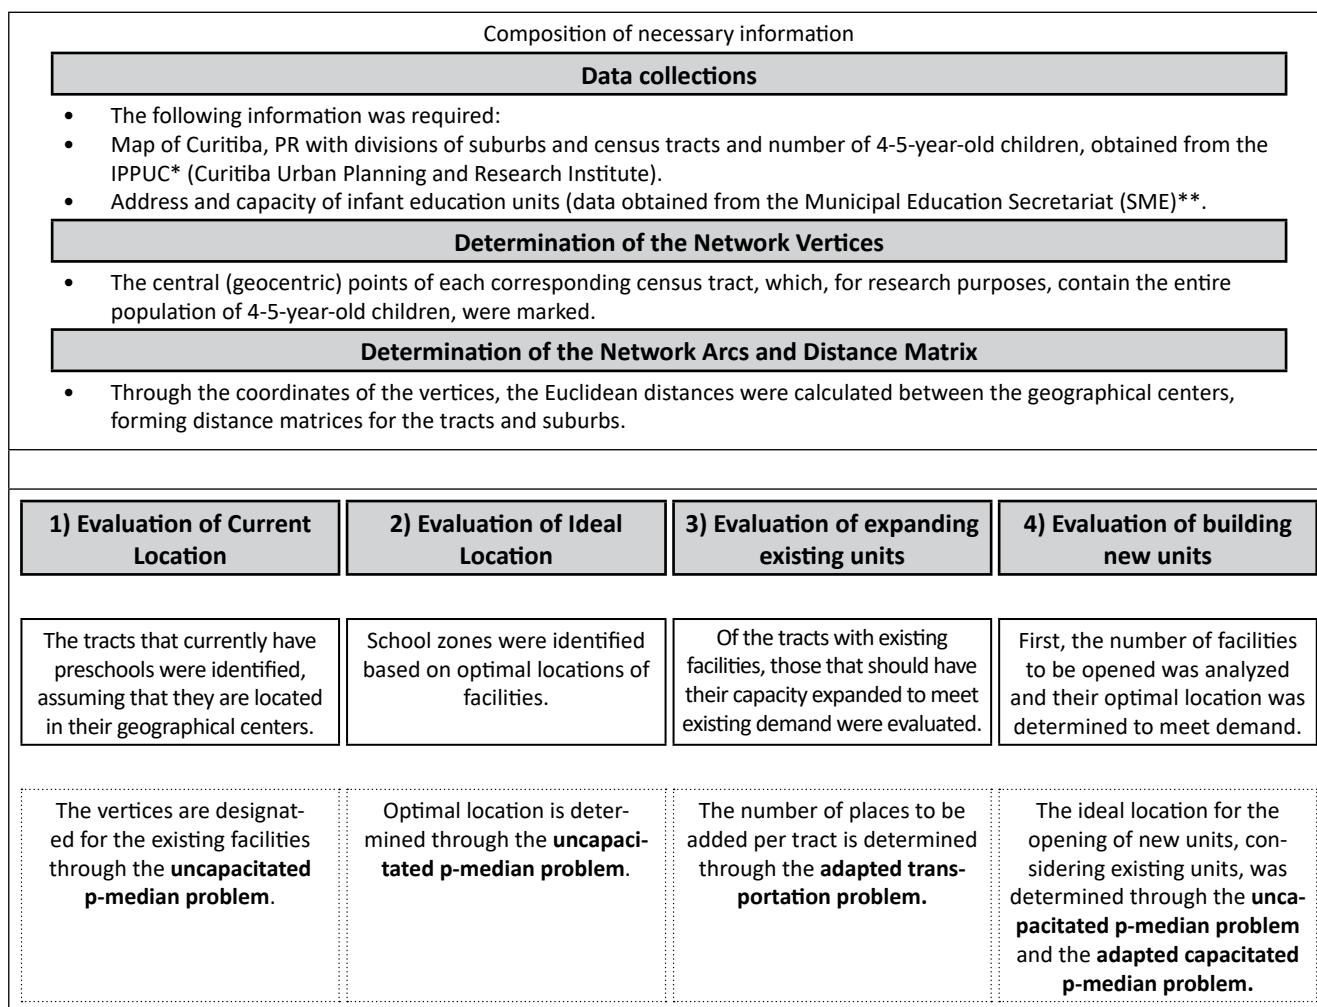 Composition of necessary information
Data collections
• The following information was required:
• Map of Curitiba, PR with divisions of suburbs and census tracts and number of 4-5-year-old children, obtained from the
IPPUC* (Curitiba Urban Planning and Research Institute).
• Address and capacity of infant education units (data obtained from the Municipal Education Secretariat (SME)**.
Determination of the Network Vertices
• The central (geocentric) points of each corresponding census tract, which, for research purposes, contain the entire
population of 4-5-year-old children, were marked.
Determination of the Network Arcs and Distance Matrix
• Through the coordinates of the vertices, the Euclidean distances were calculated between the geographical centers,
forming distance matrices for the tracts and suburbs.
1) Evaluation of Current
Location
The tracts that currently have
preschools were identified,
assuming that they are located
in their geographical centers.
The vertices are designat-
ed for the existing facilities
through the uncapacitated
p-median problem.
2) Evaluation of Ideal
Location
School zones were identified
based on optimal locations of
facilities.
Optimal location is deter-
mined through the uncapaci-
tated p-median problem.
3) Evaluation of expanding
existing units
Of the tracts with existing
facilities, those that should have
their capacity expanded to meet
existing demand were evaluated.
The number of places to be
added per tract is determined
through the adapted trans-
portation problem.
4) Evaluation of building
new units
First, the number of facilities
to be opened was analyzed
and their optimal location was
determined to meet demand.
The ideal location for the
opening of new units, con-
sidering existing units, was
determined through the unca-
pacitated p-median problem
and the adapted capacitated
p-median problem.